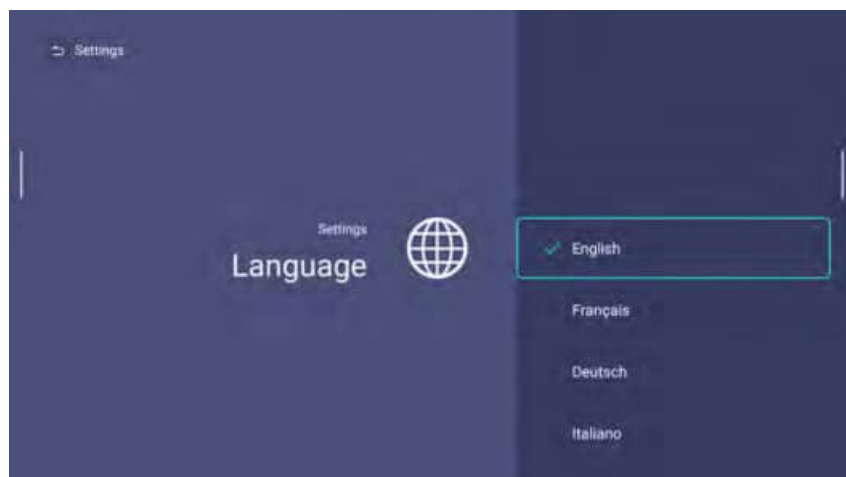 Settings
Settings
Language
English
Français
Deutsch
Italiano